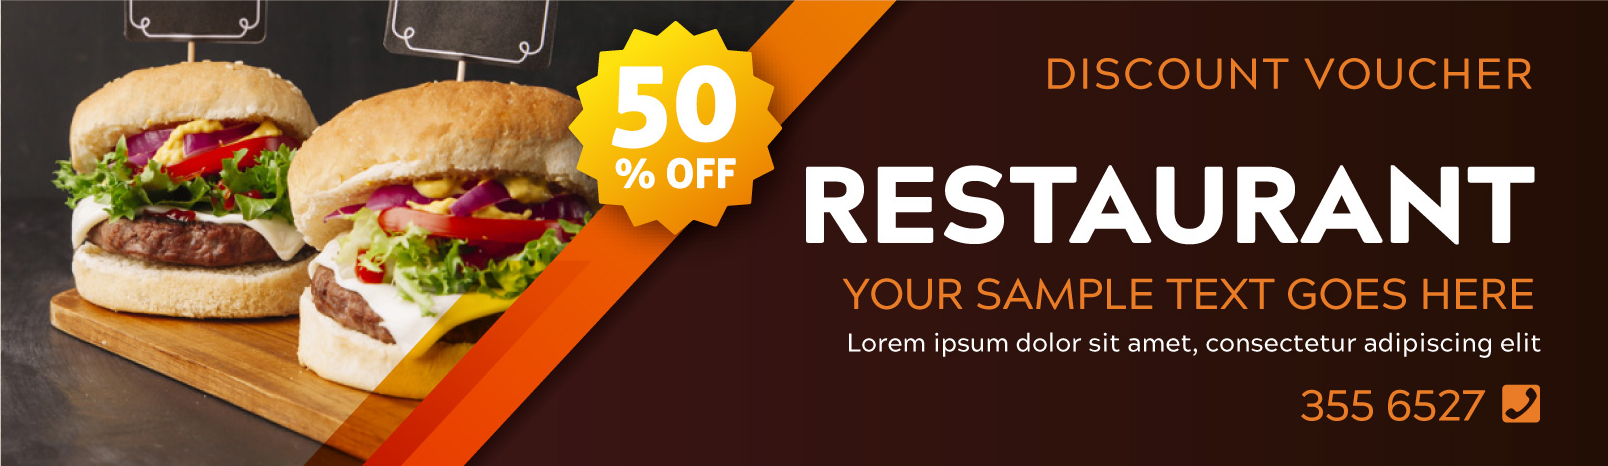 50
% OFF
DISCOUNT VOUCHER
RESTAURANT
YOUR SAMPLE TEXT GOES HERE
Lorem ipsum dolor sit amet, consectetur adipiscing elit
355 6527